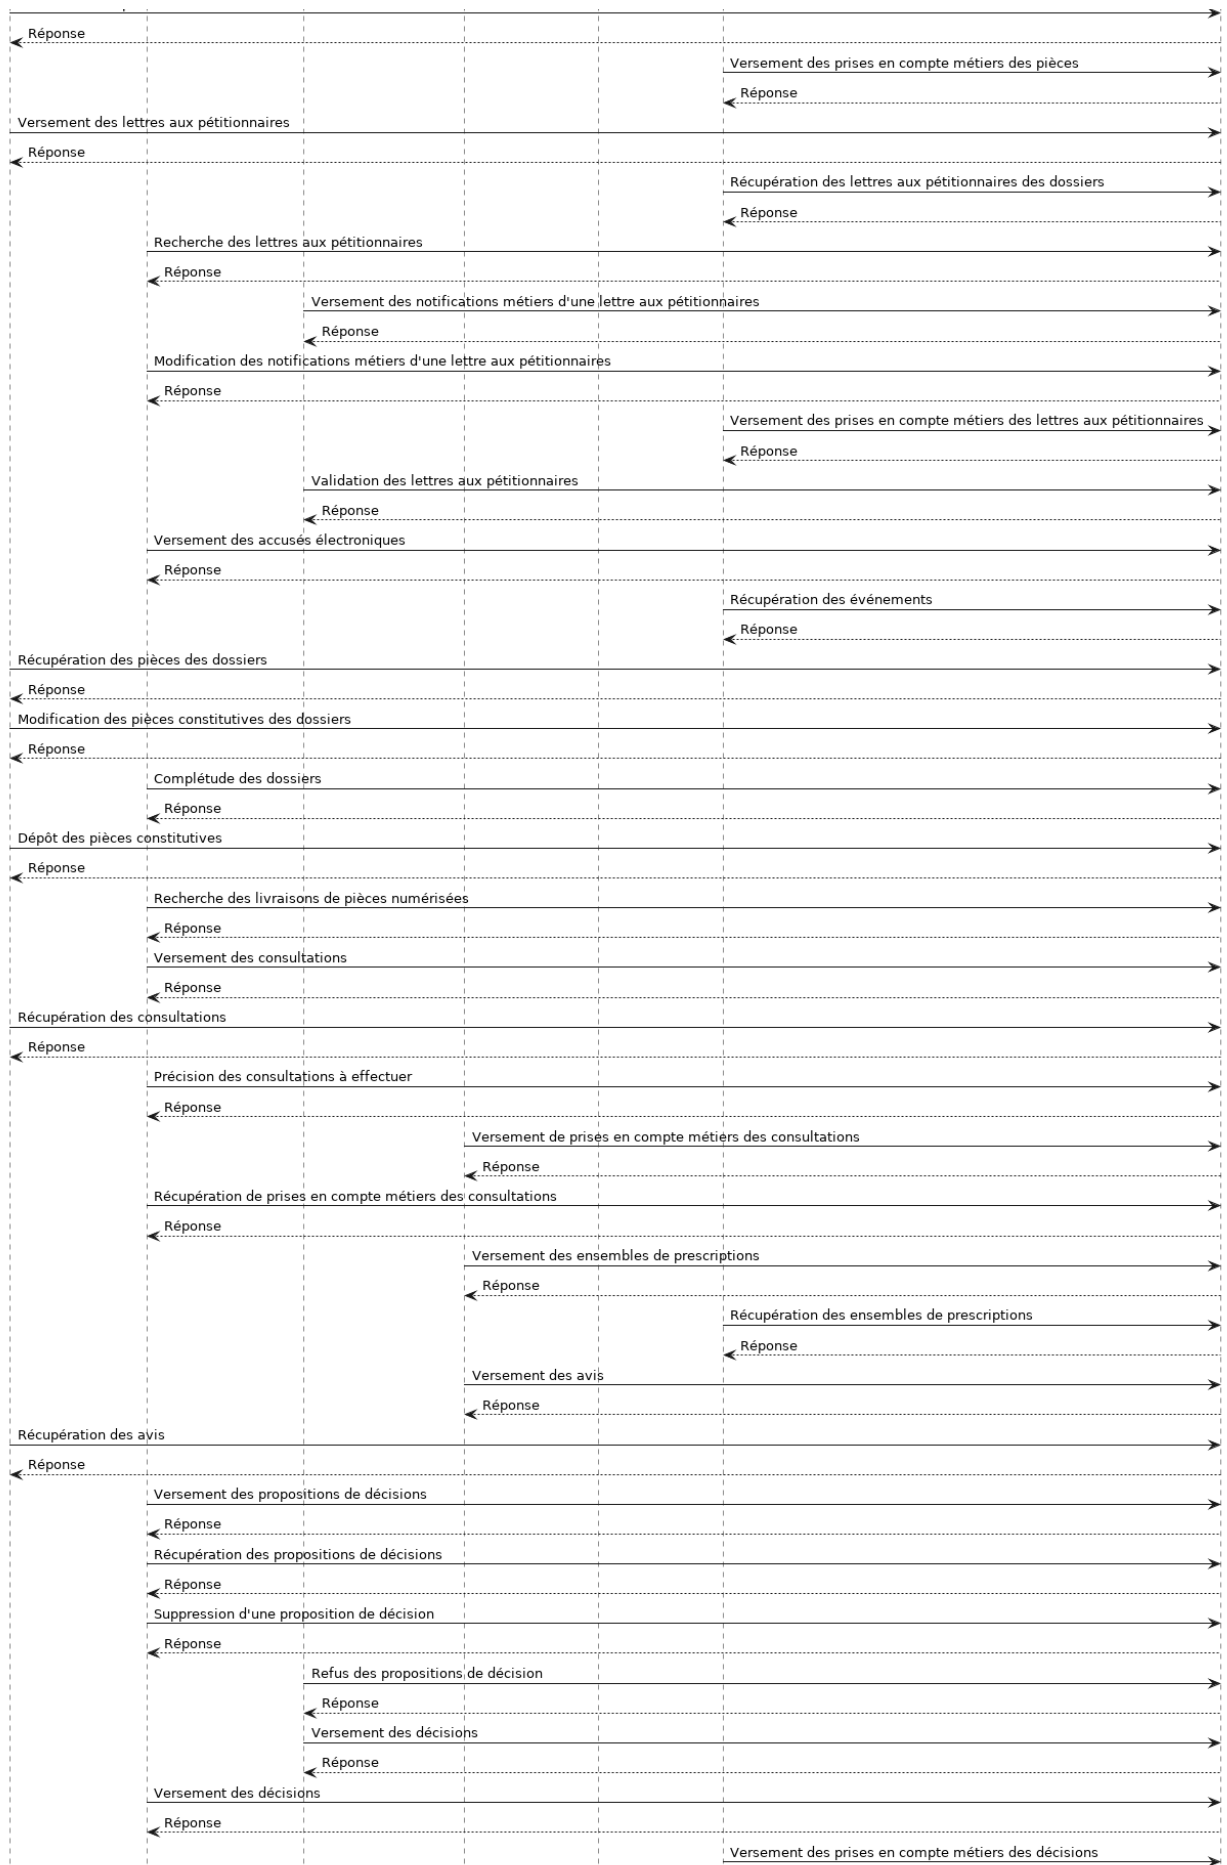 Réponse
Versement des prises en compte métiers des pièces
Réponse
Versement des lettres aux pétitionnaires
Réponse
Récupération des lettres aux pétitionnaires des dossiers
Réponse
Recherche des lettres aux pétitionnaires
Réponse
Versement des notifications métiers d'une lettre aux pétitionnaires
Réponse
Modification des notifications métiers d'une lettre aux pétitionnaires
Réponse
Versement des prises en compte métiers des lettres aux pétitionnaires
Réponse
Validation des lettres aux pétitionnaires
Réponse
Versement des accusés électroniques
Réponse
Récupération des événements
Réponse
Récupération des pièces des dossiers
Réponse
Modification des pièces constitutives des dossiers
Réponse
Complétude des dossiers
Réponse
Dépôt des pièces constitutives
Réponse
Recherche des livraisons de pièces numérisées
Réponse
Versement des consultations
Réponse
Récupération des consultations
Réponse
Précision des consultations à effectuer
Réponse
Versement de prises en compte métiers des consultations
Réponse
Récupération de prises en compte métiers des consultations
Réponse
Versement des ensembles de prescriptions
Réponse
Récupération des ensembles de prescriptions
Réponse
Versement des avis
Réponse
Récupération des avis
Réponse
Versement des propositions de décisions
Réponse
Récupération des propositions de décisions
Réponse
Suppression d'une proposition de décision
Réponse
Refus des propositions de décision
Réponse
Versement des décisions
Réponse
Versement des décisions
Réponse
Versement des prises en compte métiers des décisions